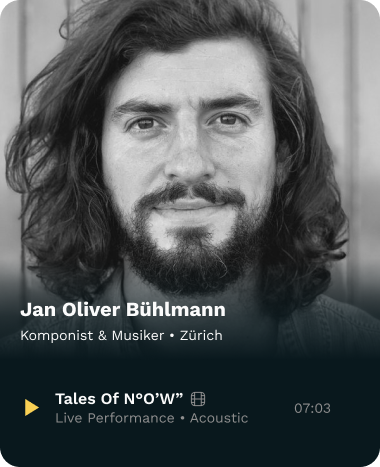 Jan Oliver Bühlmann
Komponist & Musiker • Zürich
Tales Of N°O’W”
Live Performance • Acoustic
07:03